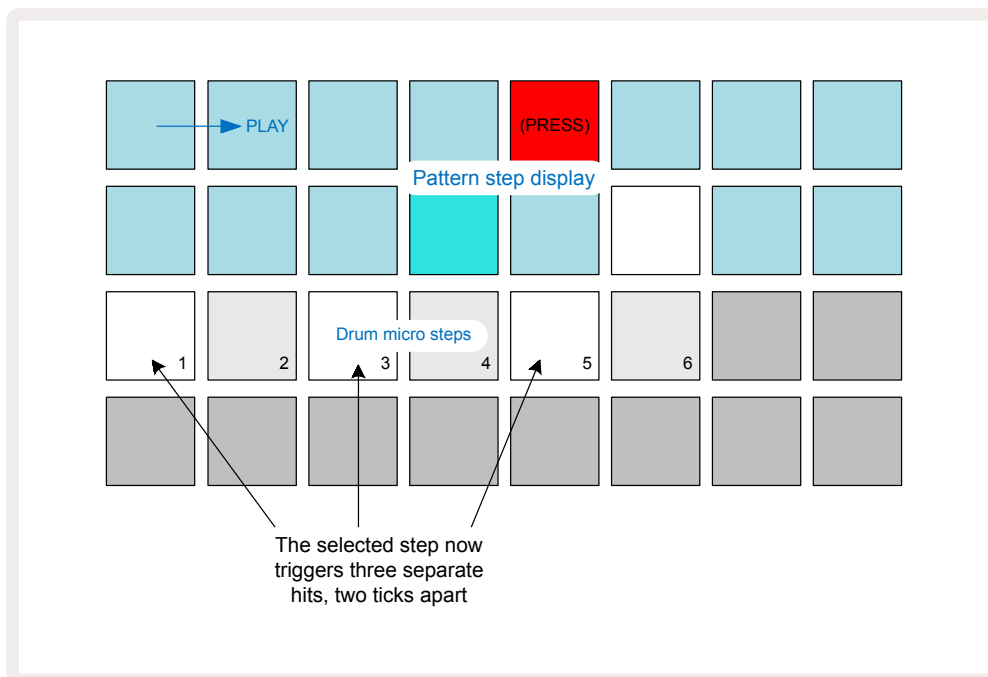 PLAY
(PRESS)
Pattern step display
Drum micro steps
1 2 3 4 5 6
The selected step now
triggers three separate
hits, two ticks apart